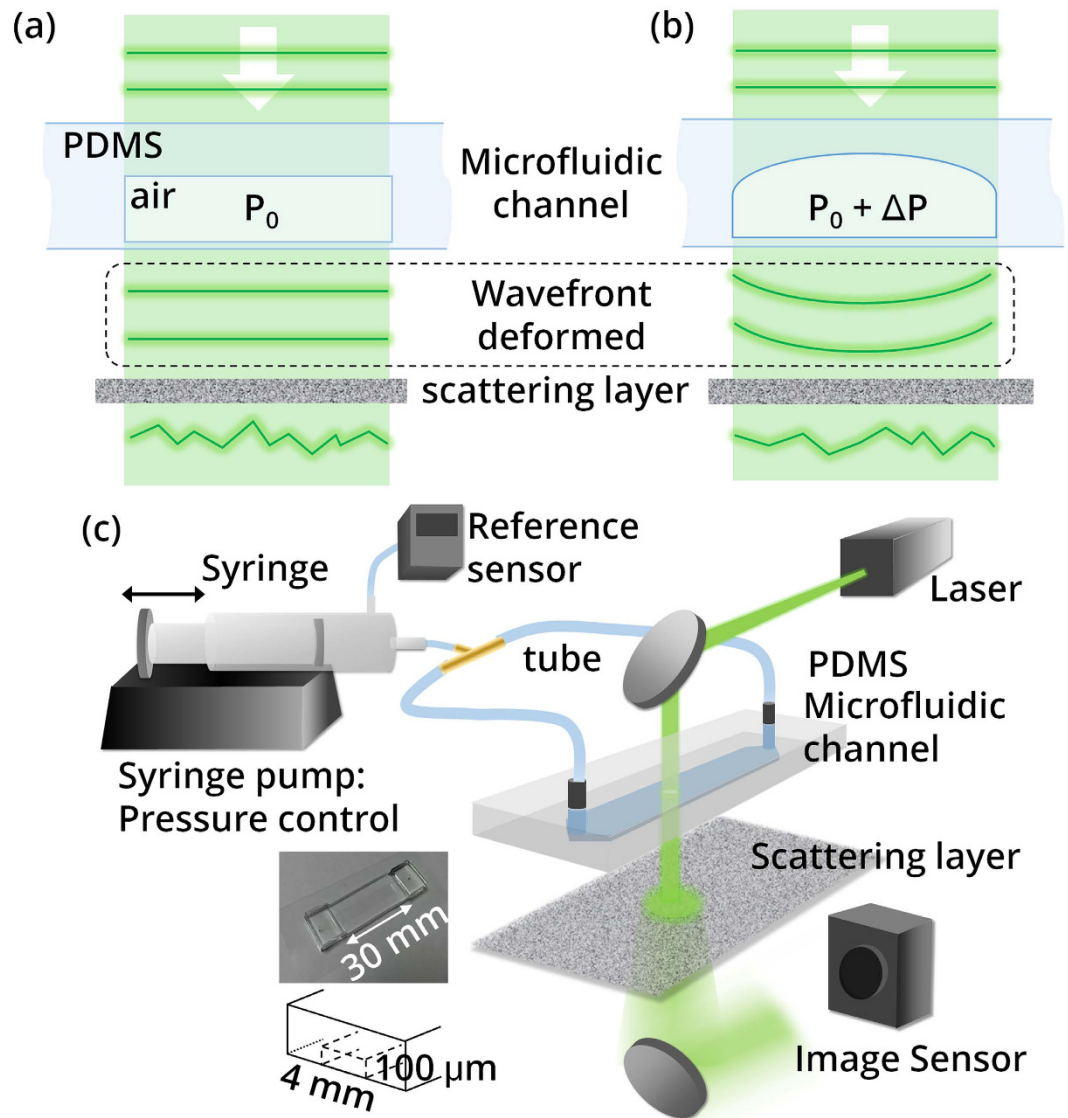 (a)
(b)
PDMS
air
P₀
Microfluidic
channel
P₀ + ΔP
Wavefront
deformed
scattering layer
(c)
Reference
sensor
Syringe
Laser
tube
PDMS
Microfluidic
channel
Syringe pump:
Pressure control
Scattering layer
30 mm
100 μm
4 mm
Image Sensor